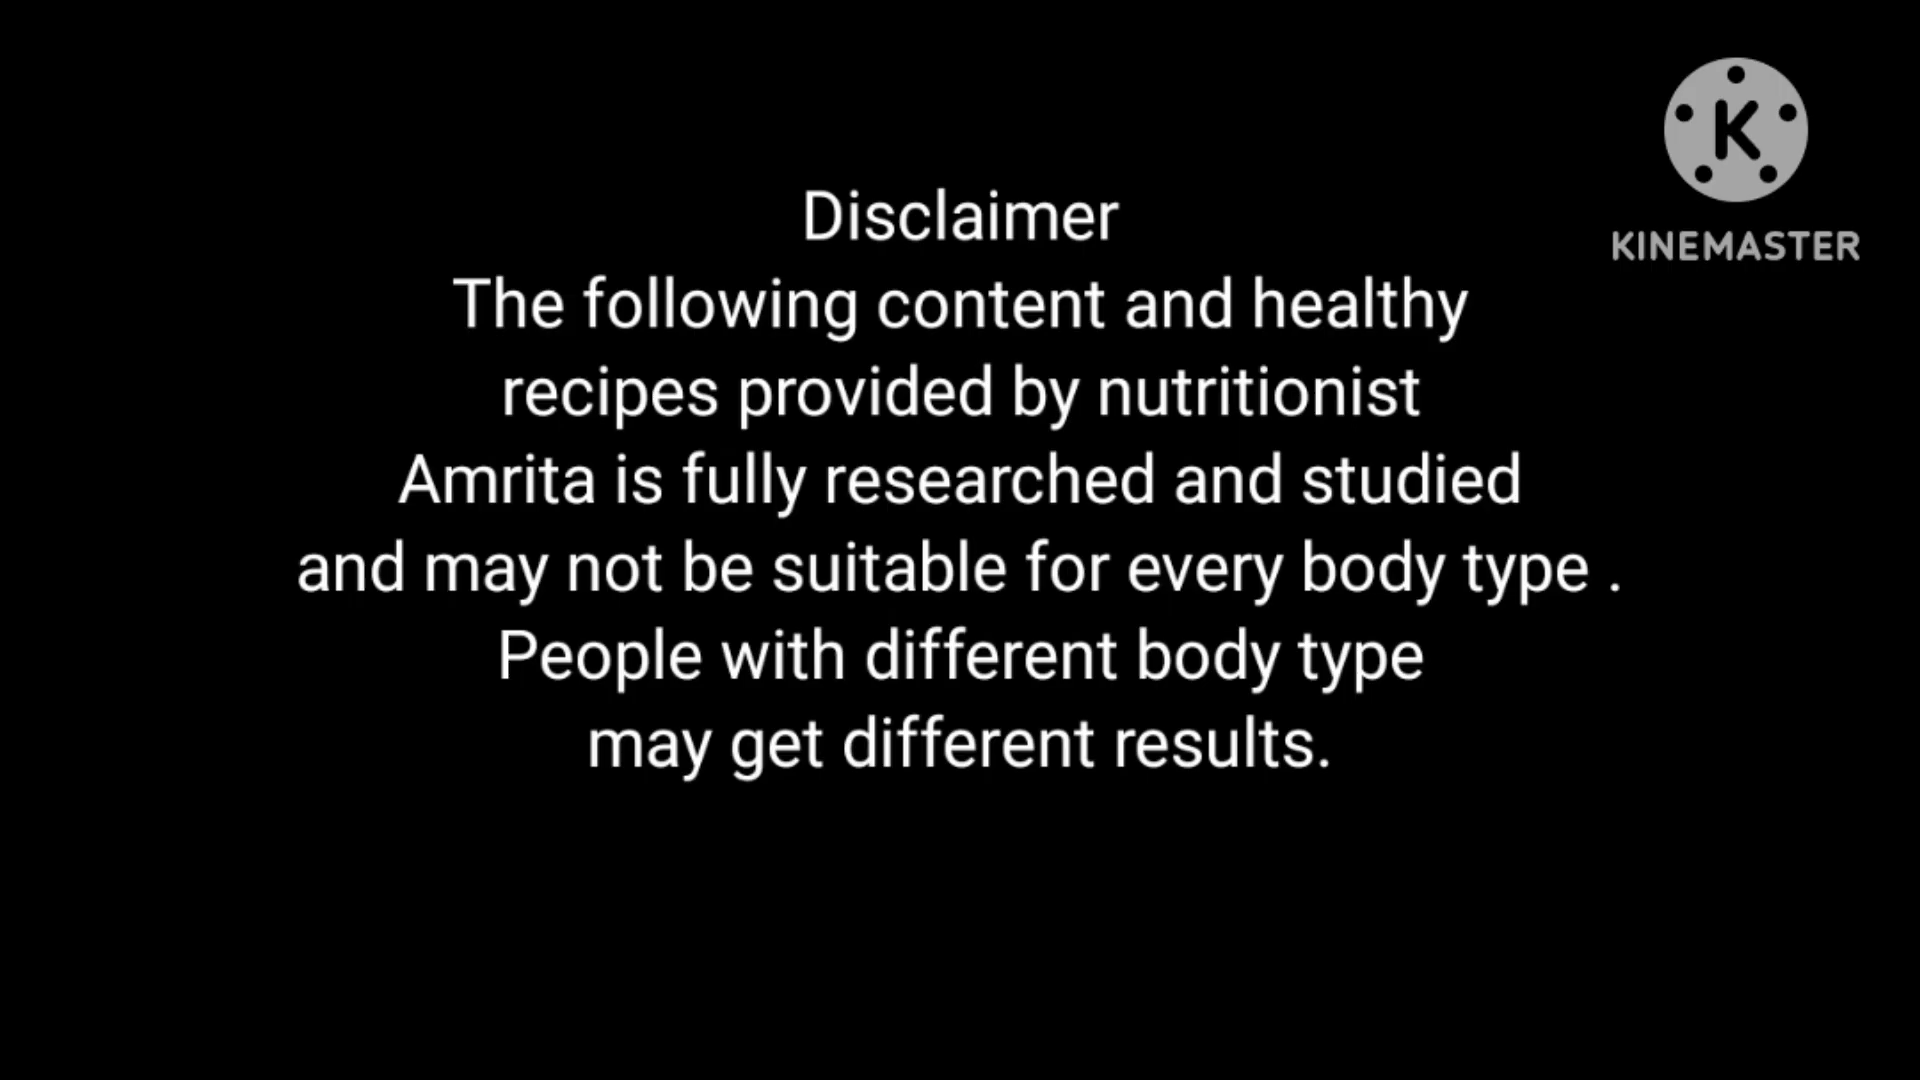 Disclaimer
The following content and healthy
recipes provided by nutritionist
Amrita is fully researched and studied
and may not be suitable for every body type .
People with different body type
may get different results.
K
KINEMASTER